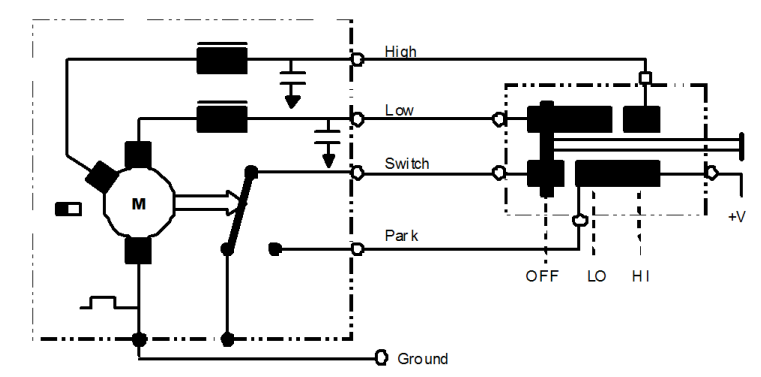 High
Low
Switch
M
+V
Park
OFF LO HI
Ground